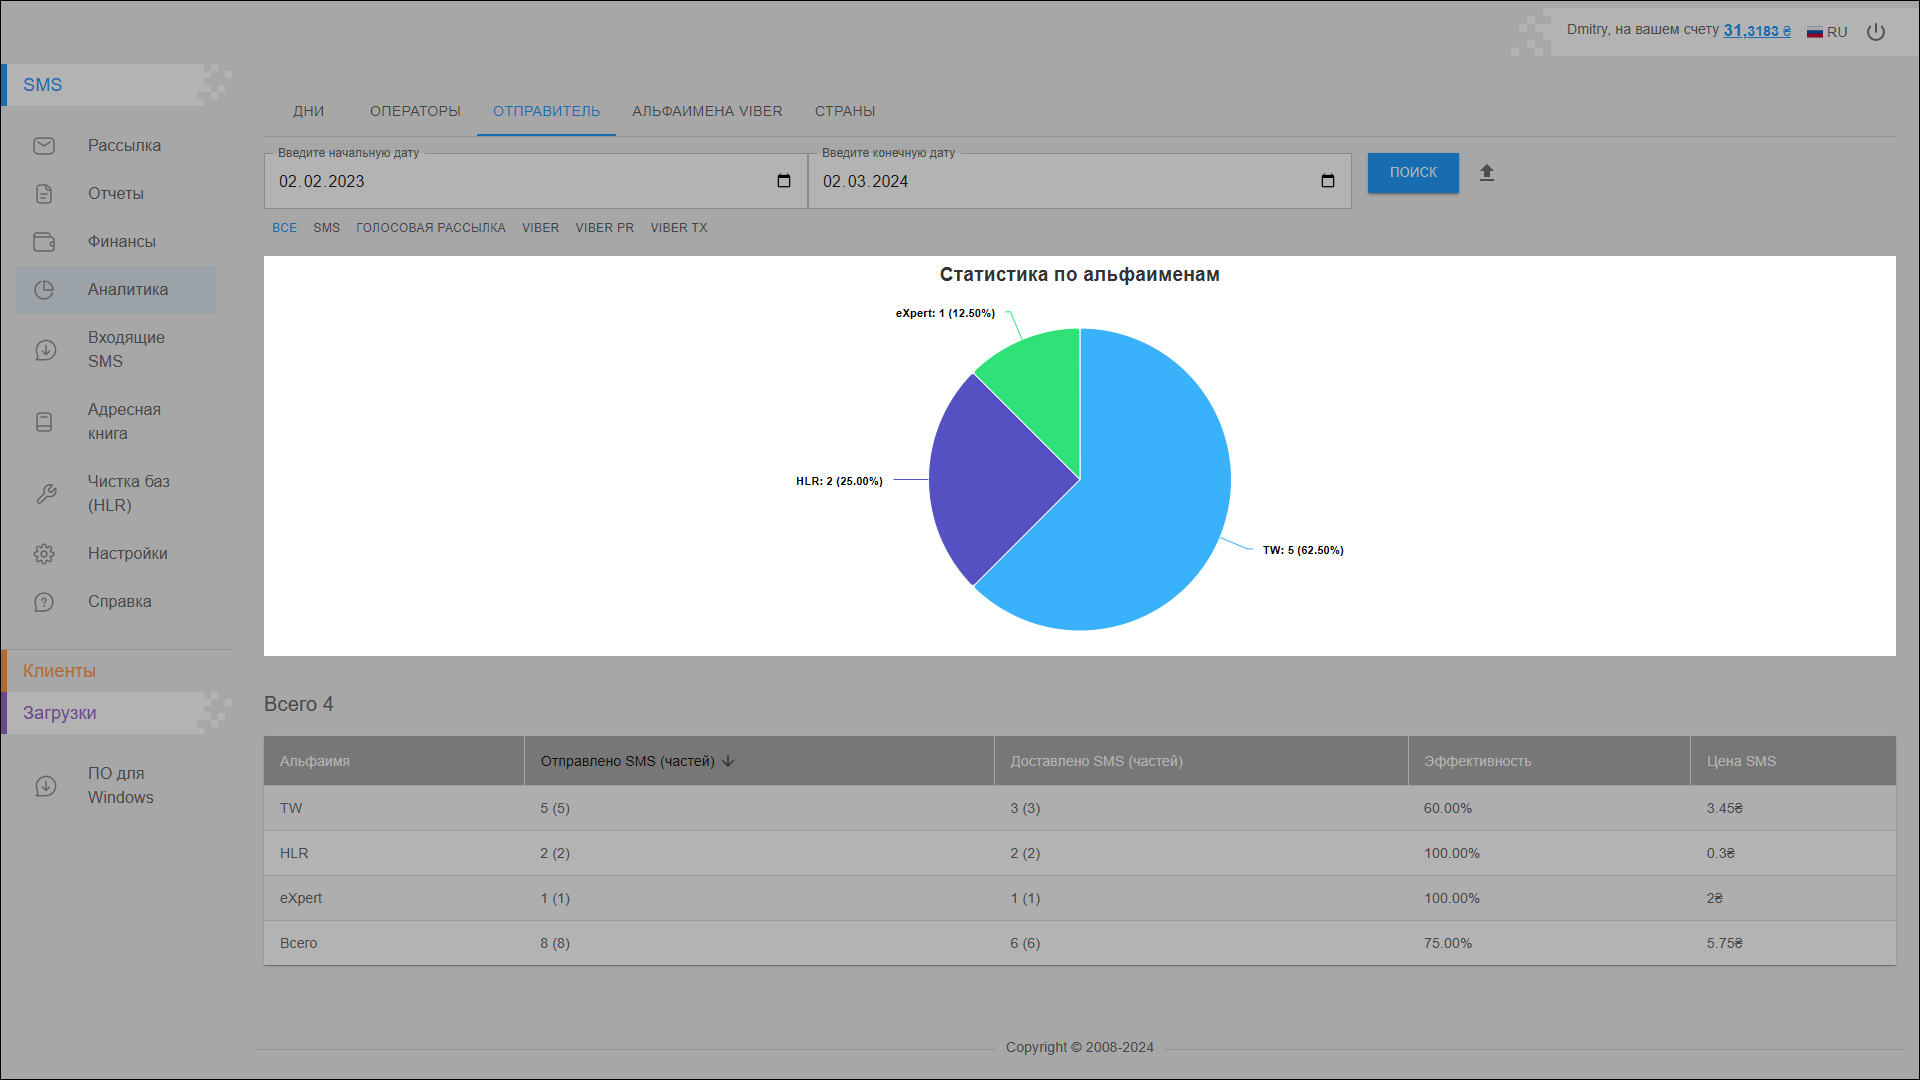 Dmitry, на вашем счету 31,3183 ₴ RU
SMS
Рассылка
Отчеты
Финансы
Аналитика
Входящие
SMS
Адресная
книга
Чистка баз
(HLR)
Настройки
Справка
Клиенты
Загрузки
ПО для
Windows
ДНИ ОПЕРАТОРЫ ОТПРАВИТЕЛЬ АЛЬФАИМЕНА VIBER СТРАНЫ
Введите начальную дату Введите конечную дату
02.02.2023 02.03.2024 ПОИСК
ВСЕ SMS ГОЛОСОВАЯ РАССЫЛКА VIBER VIBER PR VIBER TX
Статистика по альфаименам
eXpert: 1 (12.50%)
HLR: 2 (25.00%)
TW: 5 (62.50%)
Всего 4
Альфаимя Отправлено SMS (частей) Доставлено SMS (частей) Эффективность Цена SMS
TW 5 (5) 3 (3) 60.00% 3.45₴
HLR 2 (2) 2 (2) 100.00% 0.3₴
eXpert 1 (1) 1 (1) 100.00% 2₴
Всего 8 (8) 6 (6) 75.00% 5.75₴
Copyright © 2008-2024